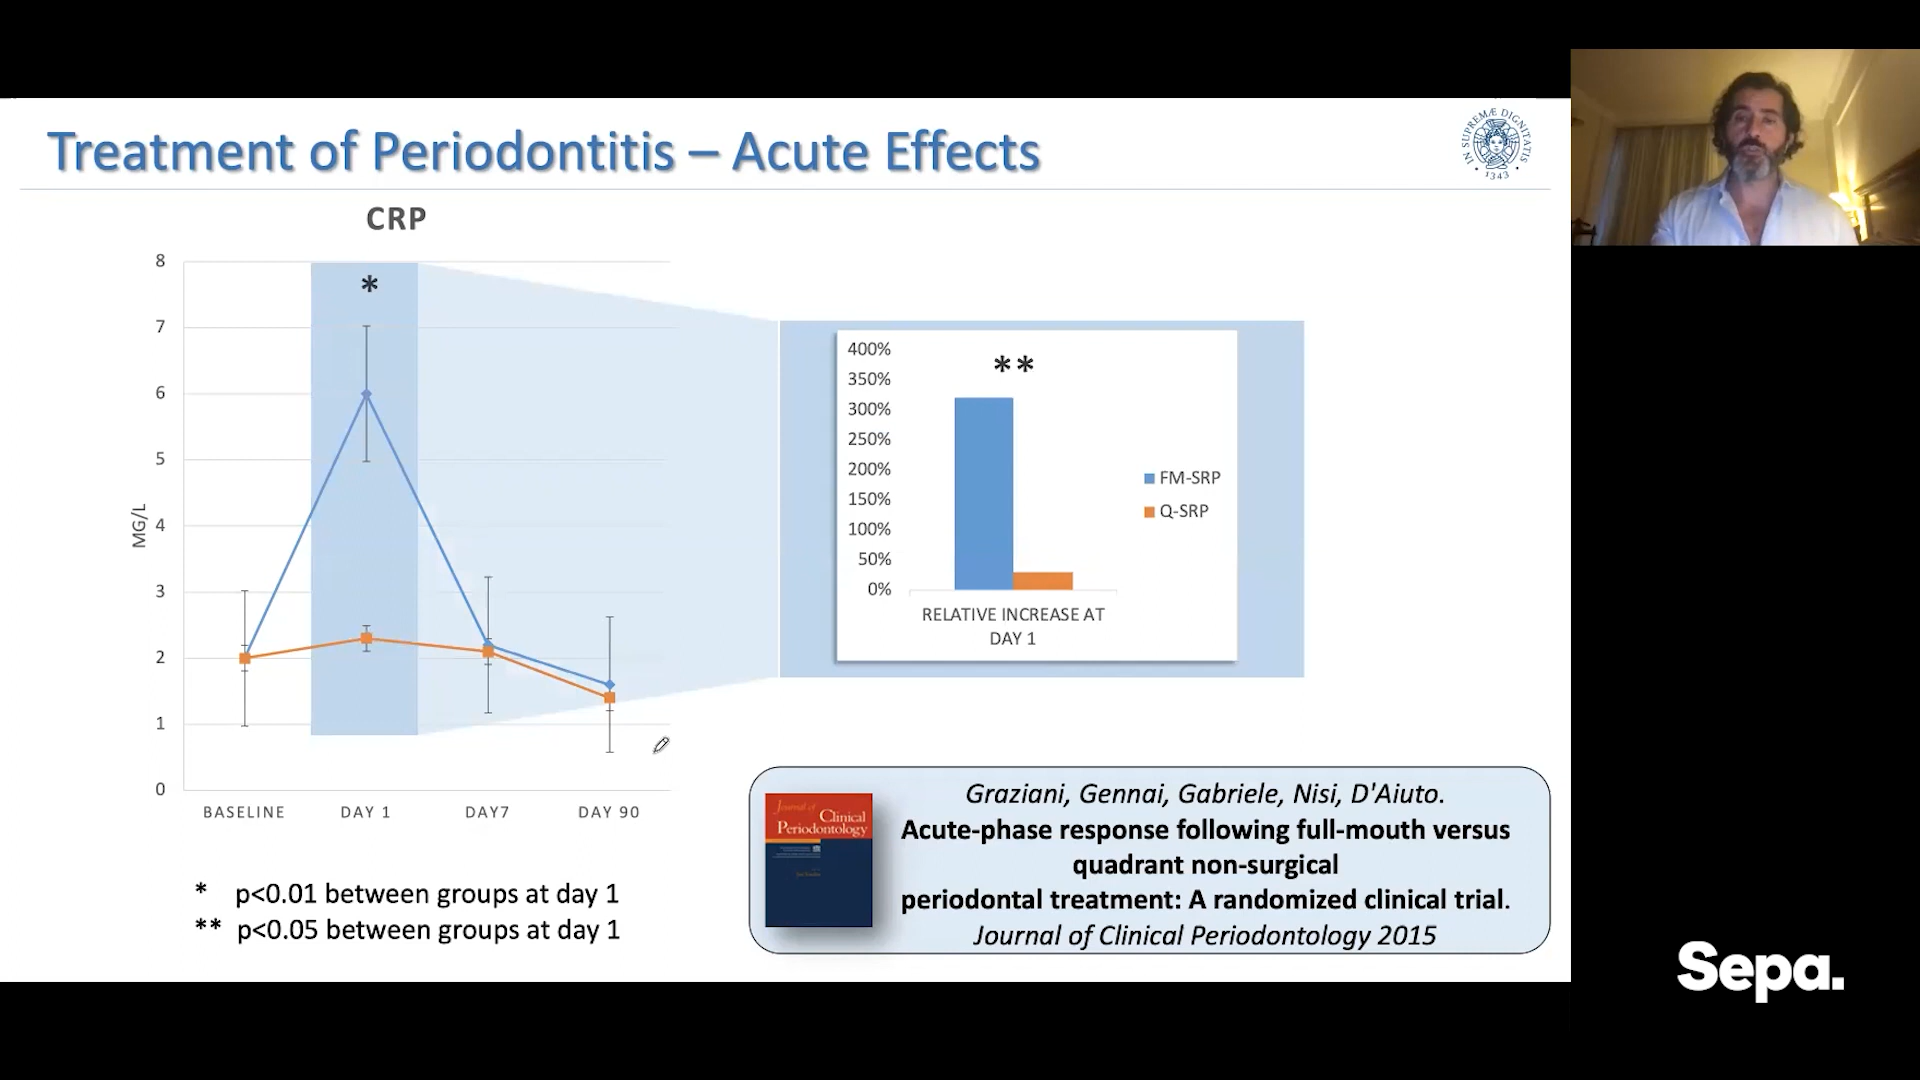 Treatment of Periodontitis – Acute Effects
IN SUPREMÆ DIGNITATIS
• 1343 •
CRP
8
7
6
5
4
3
2
1
0
MG/L
*
BASELINE DAY 1 DAY7 DAY 90
400%
350%
300%
250%
200%
150%
100%
50%
0%
**
FM-SRP
Q-SRP
RELATIVE INCREASE AT
DAY 1
* p<0.01 between groups at day 1
** p<0.05 between groups at day 1
Journal of
Clinical
Periodontology
Graziani, Gennai, Gabriele, Nisi, D'Aiuto.
Acute-phase response following full-mouth versus
quadrant non-surgical
periodontal treatment: A randomized clinical trial.
Journal of Clinical Periodontology 2015
Sepa.